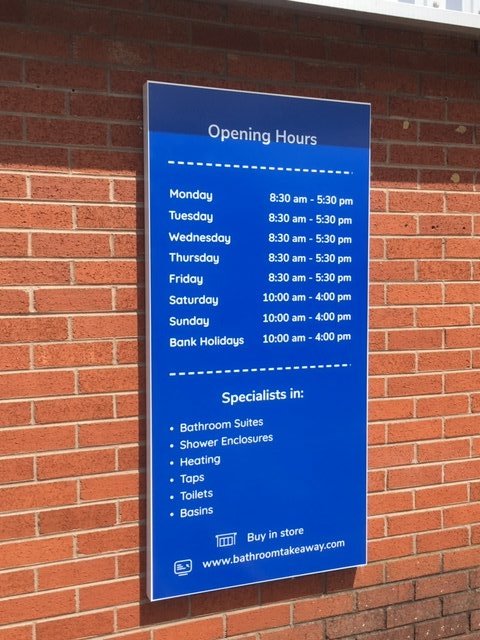 Opening Hours
Monday 8:30 am - 5:30 pm
Tuesday 8:30 am - 5:30 pm
Wednesday 8:30 am - 5:30 pm
Thursday 8:30 am - 5:30 pm
Friday 8:30 am - 5:30 pm
Saturday 10:00 am - 4:00 pm
Sunday 10:00 am - 4:00 pm
Bank Holidays 10:00 am - 4:00 pm
Specialists in:
• Bathroom Suites
• Shower Enclosures
• Heating
• Taps
• Toilets
• Basins
Buy in store
www.bathroomtakeaway.com